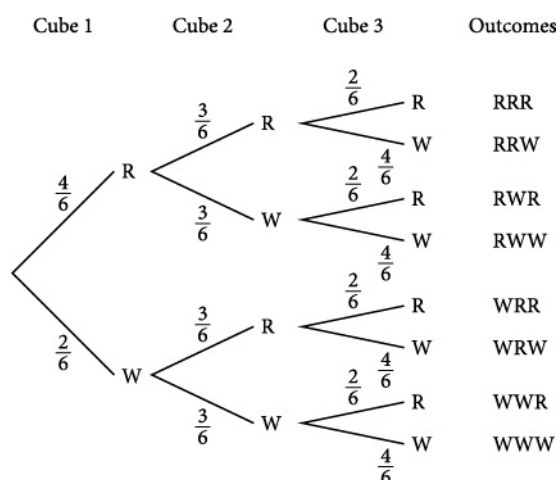 Cube 1 Cube 2 Cube 3 Outcomes
2/6 R RRR
3/6 R
W RRW
4/6
4/6 R
2/6 R RWR
3/6 W
W RWW
4/6
2/6 R WRR
3/6 R
W WRW
4/6
2/6 W
2/6 R WWR
3/6 W
W WWW
4/6